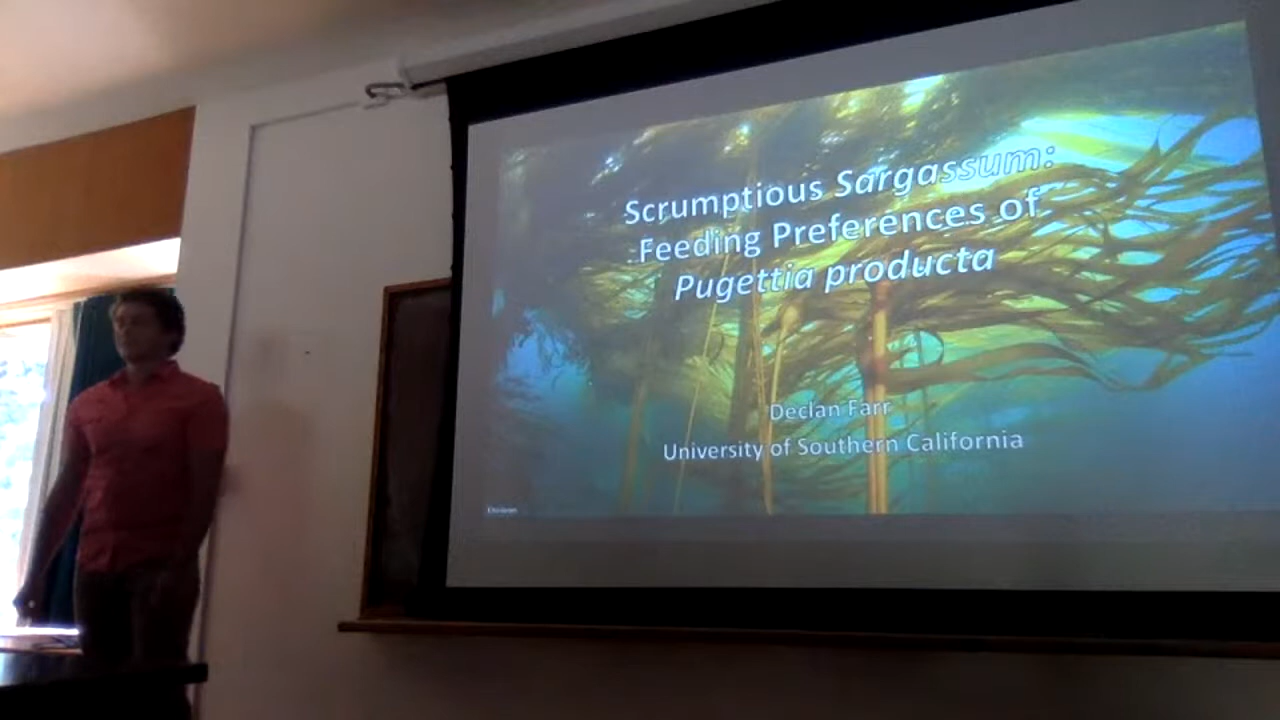 Scrumptious Sargassum:
Feeding Preferences of
Pugettia producta
Declan Farr
University of Southern California